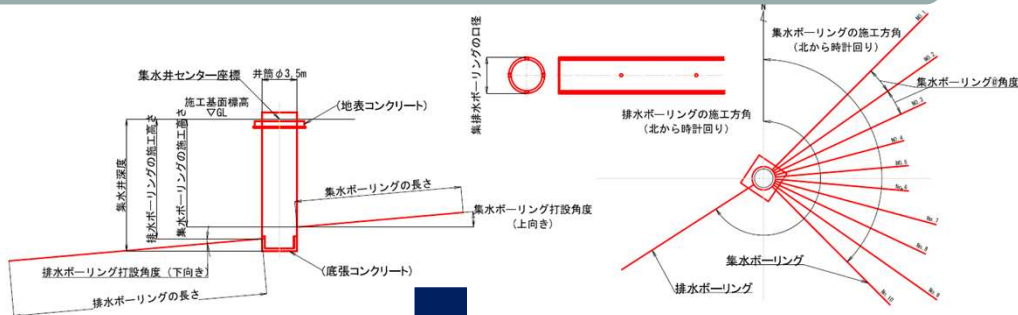 集水井センター座標
井筒φ3.5m
施工基面標高
▽GL
(地表コンクリート)
集水井深度
排水ボーリングの施工高さ
集水ボーリングの施工高さ
集水ボーリングの長さ
集水ボーリング打設角度
(上向き)
排水ボーリング打設角度(下向き)
(底張コンクリート)
排水ボーリングの長さ
集排水ボーリングの口径
N
集水ボーリングの施工方角
(北から時計回り)
排水ボーリングの施工方角
(北から時計回り)
集水ボーリング@角度
NO.1
NO.2
NO.3
NO.4
NO.5
NO.6
NO.7
NO.8
NO.9
NO.10
集水ボーリング
排水ボーリング